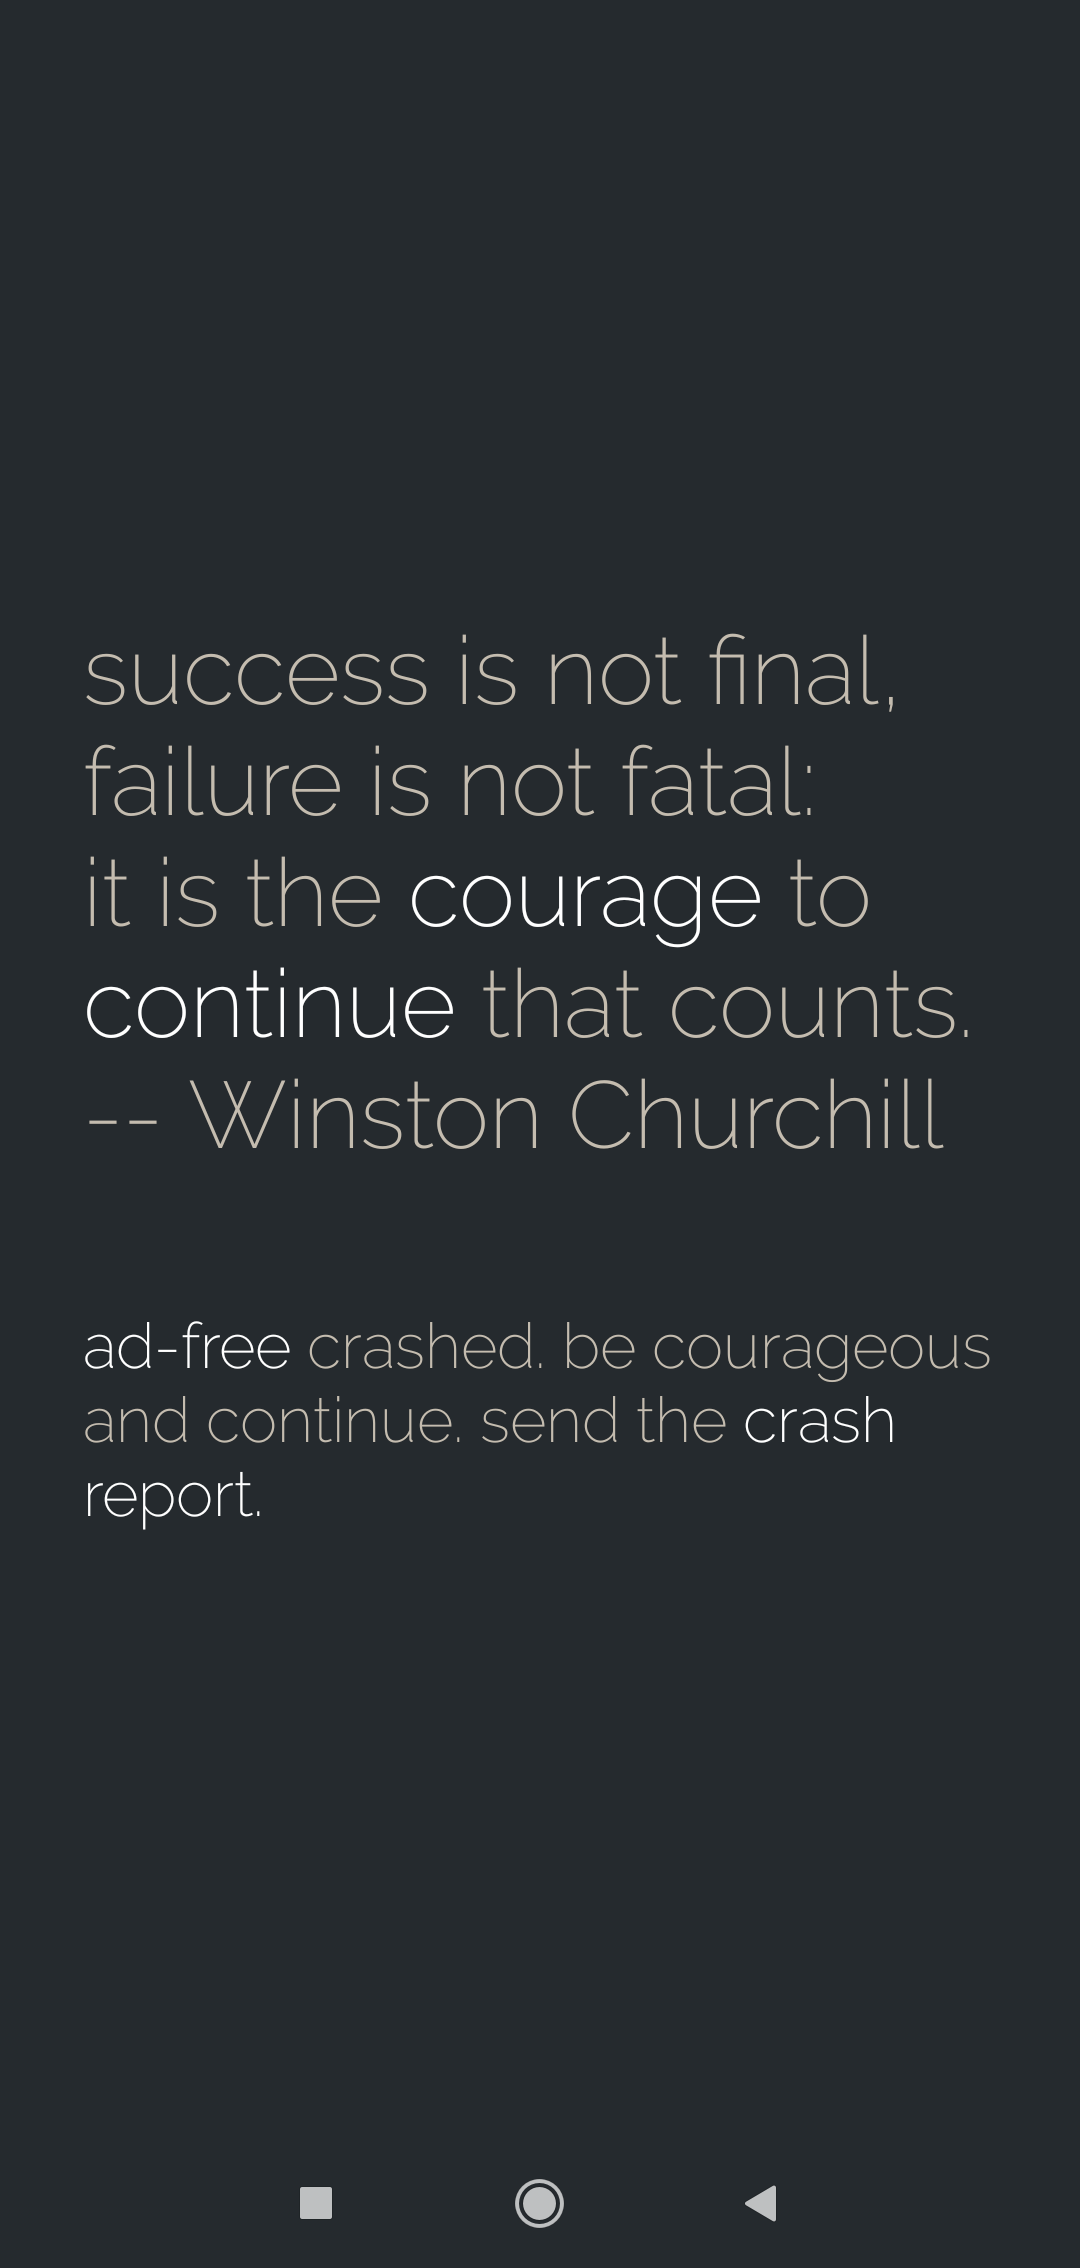 success is not final,
failure is not fatal:
it is the courage to
continue that counts.
-- Winston Churchill
ad-free crashed. be courageous
and continue. send the crash
report.